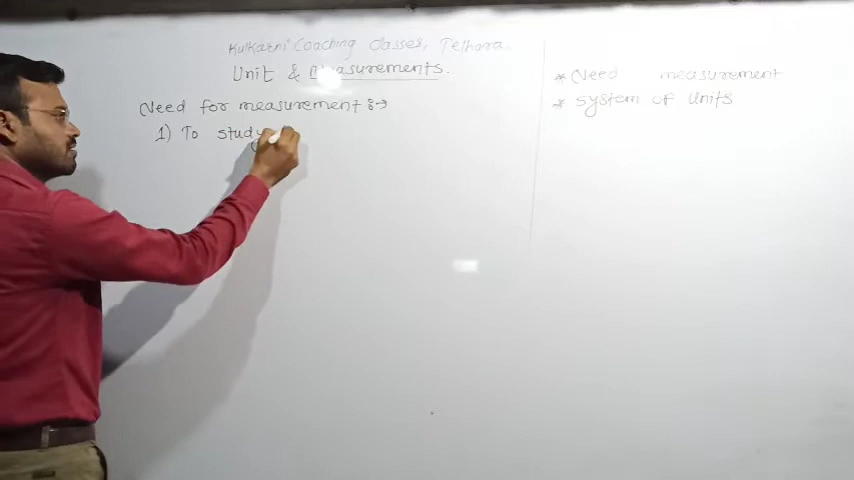 Kulkarni Coaching Classes, Telhara.
Unit & Measurements.
Need for measurement :→
1) To study
* Need measurement
* system of Units